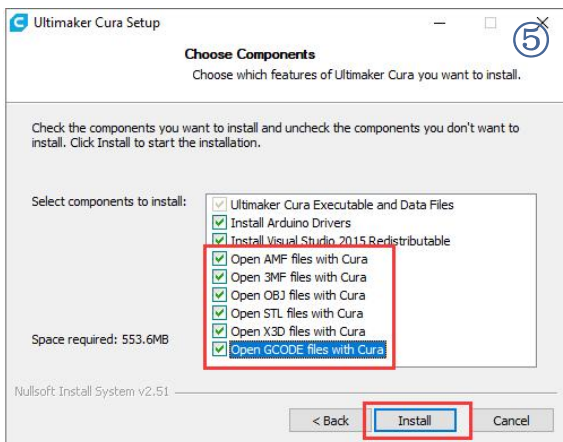 Ultimaker Cura Setup
⑤
Choose Components
Choose which features of Ultimaker Cura you want to install.
Check the components you want to install and uncheck the components you don't want to
install. Click Install to start the installation.
Select components to install:
Ultimaker Cura Executable and Data Files
Install Arduino Drivers
Install Visual Studio 2015 Redistributable
Open AMF files with Cura
Open 3MF files with Cura
Open OBJ files with Cura
Open STL files with Cura
Open X3D files with Cura
Open GCODE files with Cura
Space required: 553.6MB
Nullsoft Install System v2.51
< Back Install Cancel